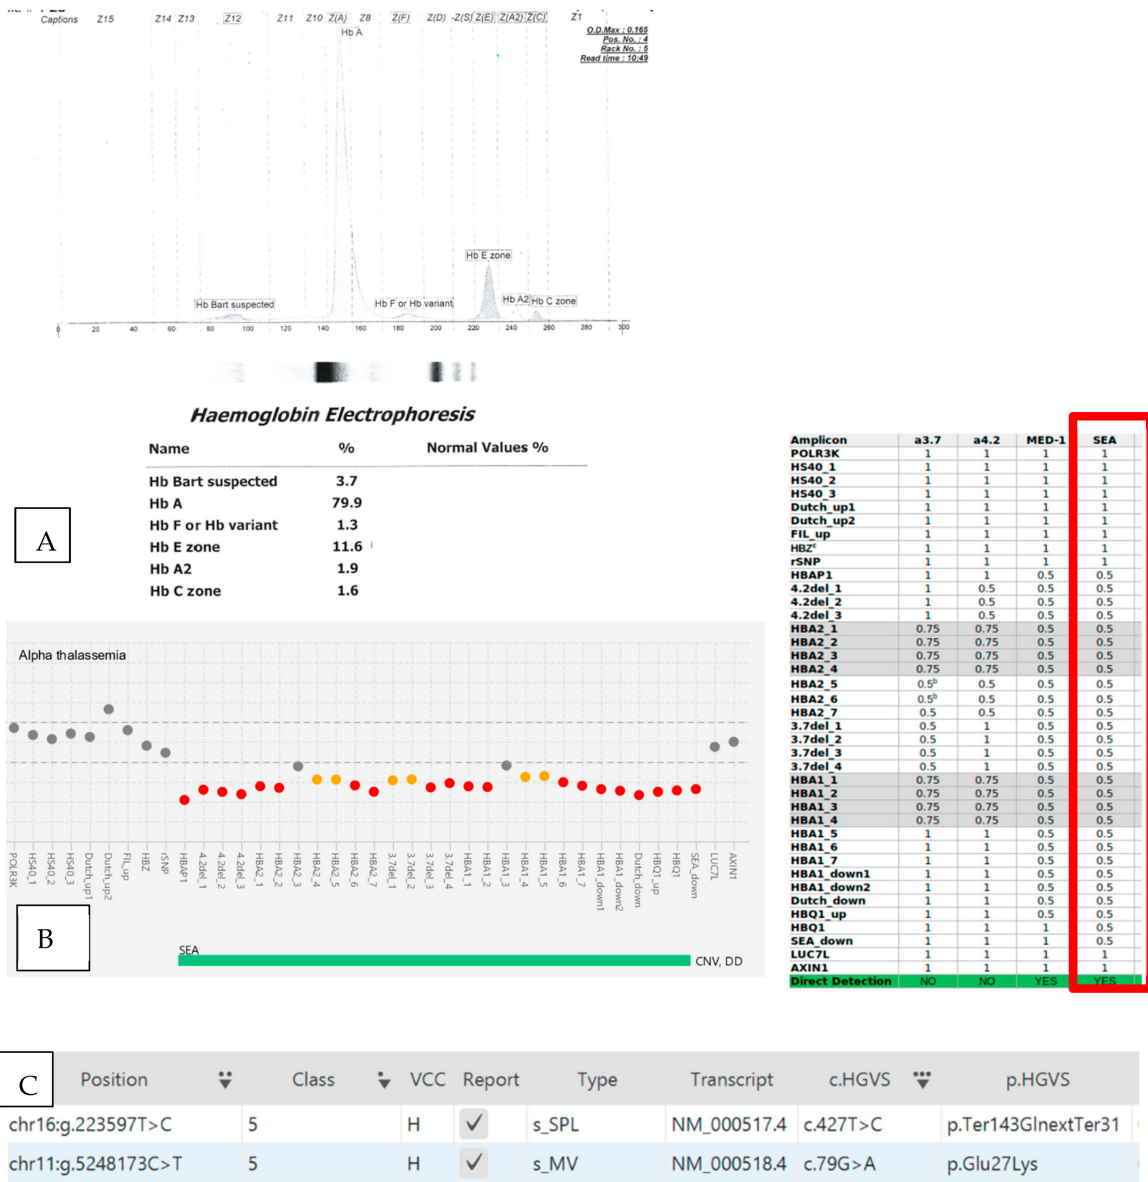 Captions Z15 Z14 Z13 Z12 Z11 Z10 Z(A) Z8 Z(F) Z(D) -Z(S) Z(E) Z(A2) Z(C) Z1
O.D.Max : 0.165
Pos. No. : 4
Rack No. : 5
Read time : 10:49
Hb A
Hb E zone
Hb Bart suspected
Hb F or Hb variant
Hb A2
Hb C zone
0 20 40 60 80 100 120 140 160 180 200 220 240 260 280 300
Haemoglobin Electrophoresis
Name % Normal Values %
Hb Bart suspected 3.7
Hb A 79.9
Hb F or Hb variant 1.3
Hb E zone 11.6
Hb A2 1.9
Hb C zone 1.6
A
Amplicon a3.7 a4.2 MED-1 SEA
POLR3K 1 1 1 1
HS40_1 1 1 1 1
HS40_2 1 1 1 1
HS40_3 1 1 1 1
Dutch_up1 1 1 1 1
Dutch_up2 1 1 1 1
FIL_up 1 1 1 1
HBZᶜ 1 1 1 1
rSNP 1 1 1 1
HBAP1 1 1 0.5 0.5
4.2del_1 1 0.5 0.5 0.5
4.2del_2 1 0.5 0.5 0.5
4.2del_3 1 0.5 0.5 0.5
HBA2_1 0.75 0.75 0.5 0.5
HBA2_2 0.75 0.75 0.5 0.5
HBA2_3 0.75 0.75 0.5 0.5
HBA2_4 0.75 0.75 0.5 0.5
HBA2_5 0.5ᵇ 0.5 0.5 0.5
HBA2_6 0.5ᵇ 0.5 0.5 0.5
HBA2_7 0.5 0.5 0.5 0.5
3.7del_1 0.5 1 0.5 0.5
3.7del_2 0.5 1 0.5 0.5
3.7del_3 0.5 1 0.5 0.5
3.7del_4 0.5 1 0.5 0.5
HBA1_1 0.75 0.75 0.5 0.5
HBA1_2 0.75 0.75 0.5 0.5
HBA1_3 0.75 0.75 0.5 0.5
HBA1_4 0.75 0.75 0.5 0.5
HBA1_5 1 1 0.5 0.5
HBA1_6 1 1 0.5 0.5
HBA1_7 1 1 0.5 0.5
HBA1_down1 1 1 0.5 0.5
HBA1_down2 1 1 0.5 0.5
Dutch_down 1 1 0.5 0.5
HBQ1_up 1 1 0.5 0.5
HBQ1 1 1 1 0.5
SEA_down 1 1 1 0.5
LUC7L 1 1 1 1
AXIN1 1 1 1 1
Direct Detection NO NO YES YES
Alpha thalassemia
POLR3K
HS40_1
HS40_2
HS40_3
Dutch_up1
Dutch_up2
FIL_up
HBZ
rSNP
HBAP1
4.2del_1
4.2del_2
4.2del_3
HBA2_1
HBA2_2
HBA2_3
HBA2_4
HBA2_5
HBA2_6
HBA2_7
3.7del_1
3.7del_2
3.7del_3
3.7del_4
HBA1_1
HBA1_2
HBA1_3
HBA1_4
HBA1_5
HBA1_6
HBA1_7
HBA1_down1
HBA1_down2
Dutch_down
HBQ1_up
HBQ1
SEA_down
LUC7L
AXIN1
B
SEA
CNV, DD
C
Position Class VCC Report Type Transcript c.HGVS p.HGVS
chr16:g.223597T>C 5 H s_SPL NM_000517.4 c.427T>C p.Ter143GlnextTer31
chr11:g.5248173C>T 5 H s_MV NM_000518.4 c.79G>A p.Glu27Lys